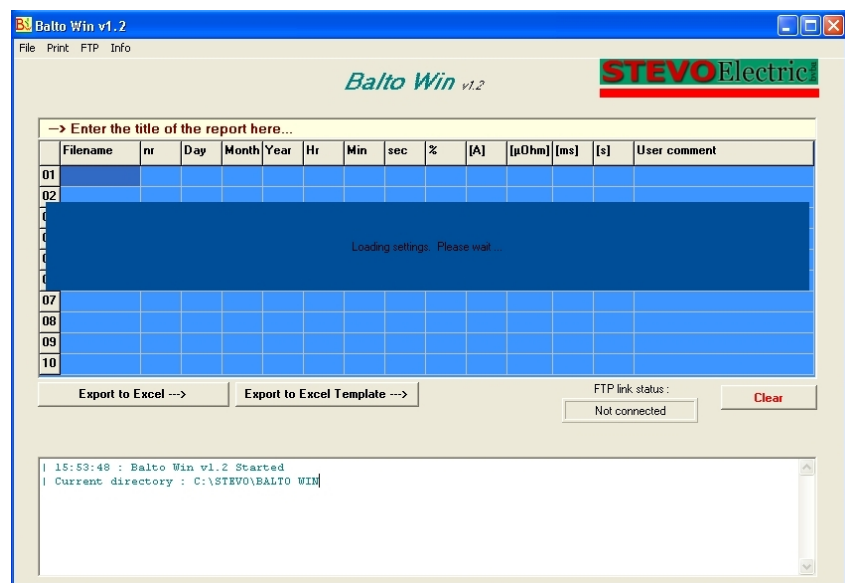 Balto Win v1.2
File Print FTP Info
Balto Win v1.2
STEVOElectric
--> Enter the title of the report here...
Filename nr Day Month Year Hr Min sec % [A] [µOhm] [ms] [s] User comment
01
02
Loading settings. Please wait ...
07
08
09
10
Export to Excel ---> Export to Excel Template ---> FTP link status : Clear
Not connected
| 15:53:48 : Balto Win v1.2 Started
| Current directory : C:\STEVO\BALTO WIN